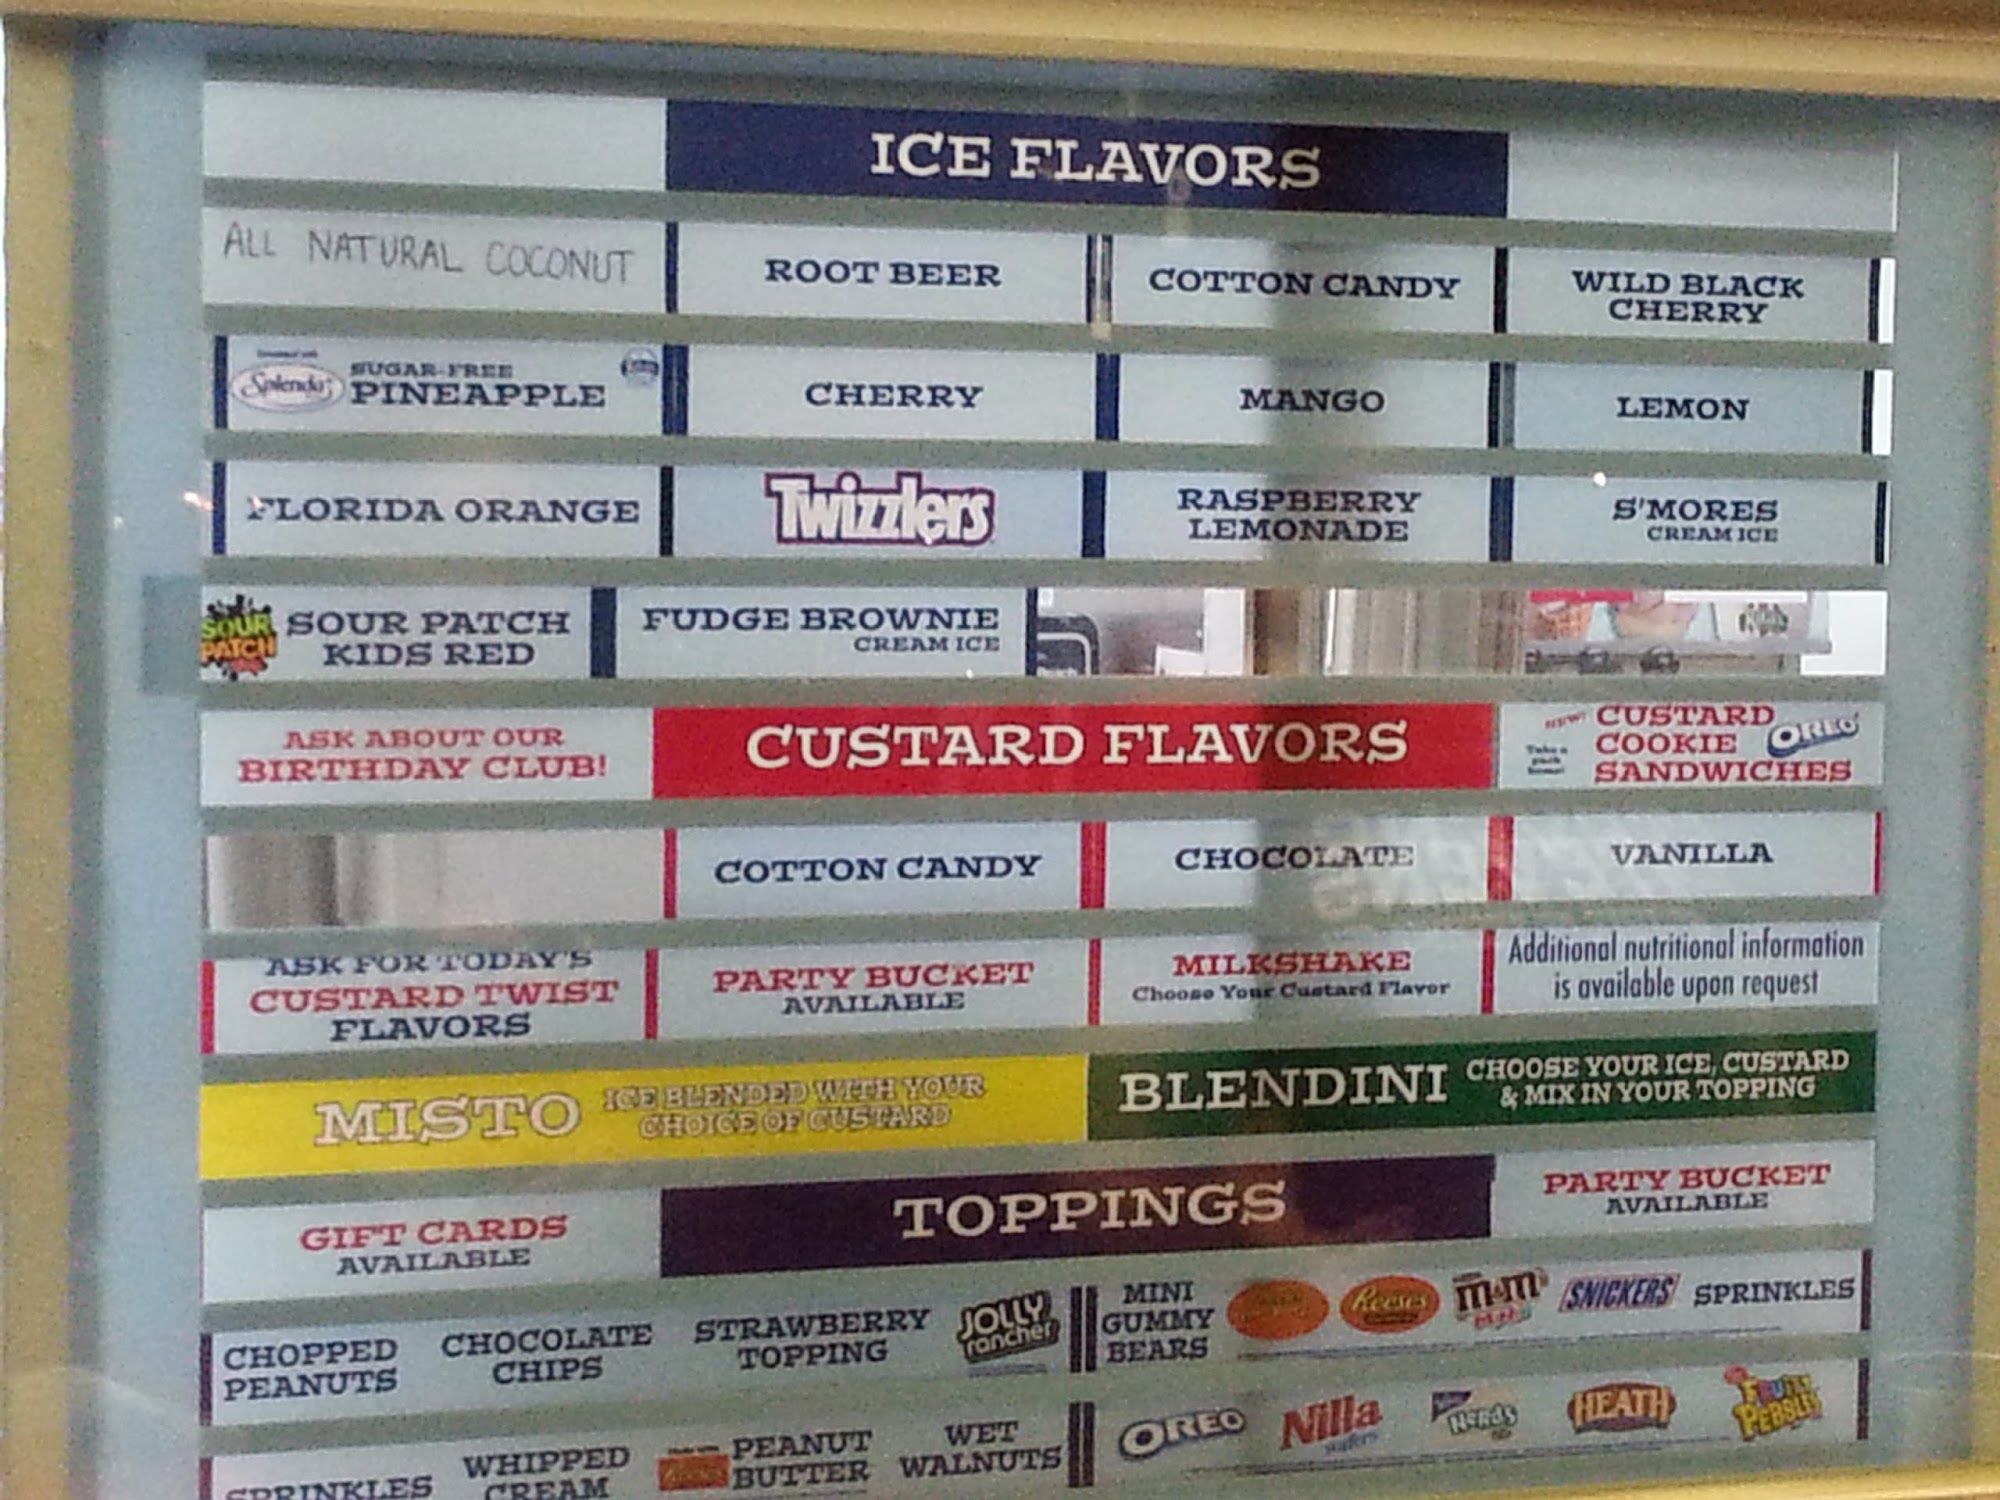 ICE FLAVORS
ALL NATURAL COCONUT
ROOT BEER
COTTON CANDY
WILD BLACK
CHERRY
Splenda
SUGAR-FREE
PINEAPPLE
CHERRY
MANGO
LEMON
FLORIDA ORANGE
Twizzlers
RASPBERRY
LEMONADE
S'MORES
CREAM ICE
SOUR
PATCH
SOUR PATCH
KIDS RED
FUDGE BROWNIE
CREAM ICE
ASK ABOUT OUR
BIRTHDAY CLUB!
CUSTARD FLAVORS
NEW!
Take a
pack
home!
CUSTARD
COOKIE
SANDWICHES
OREO
COTTON CANDY
CHOCOLATE
VANILLA
ASK FOR TODAY'S
CUSTARD TWIST
FLAVORS
PARTY BUCKET
AVAILABLE
MILKSHAKE
Choose Your Custard Flavor
Additional nutritional information
is available upon request
MISTO
ICE BLENDED WITH YOUR
CHOICE OF CUSTARD
BLENDINI
CHOOSE YOUR ICE, CUSTARD
& MIX IN YOUR TOPPING
GIFT CARDS
AVAILABLE
TOPPINGS
PARTY BUCKET
AVAILABLE
CHOPPED
PEANUTS
CHOCOLATE
CHIPS
STRAWBERRY
TOPPING
JOLLY
rancher
MINI
GUMMY
BEARS
Reese's
m&m's
SNICKERS
SPRINKLES
SPRINKLES
WHIPPED
CREAM
Reese's
PEANUT
BUTTER
WET
WALNUTS
OREO
Nilla
wafers
Nerds
HEATH
FRUITY
PEBBLES